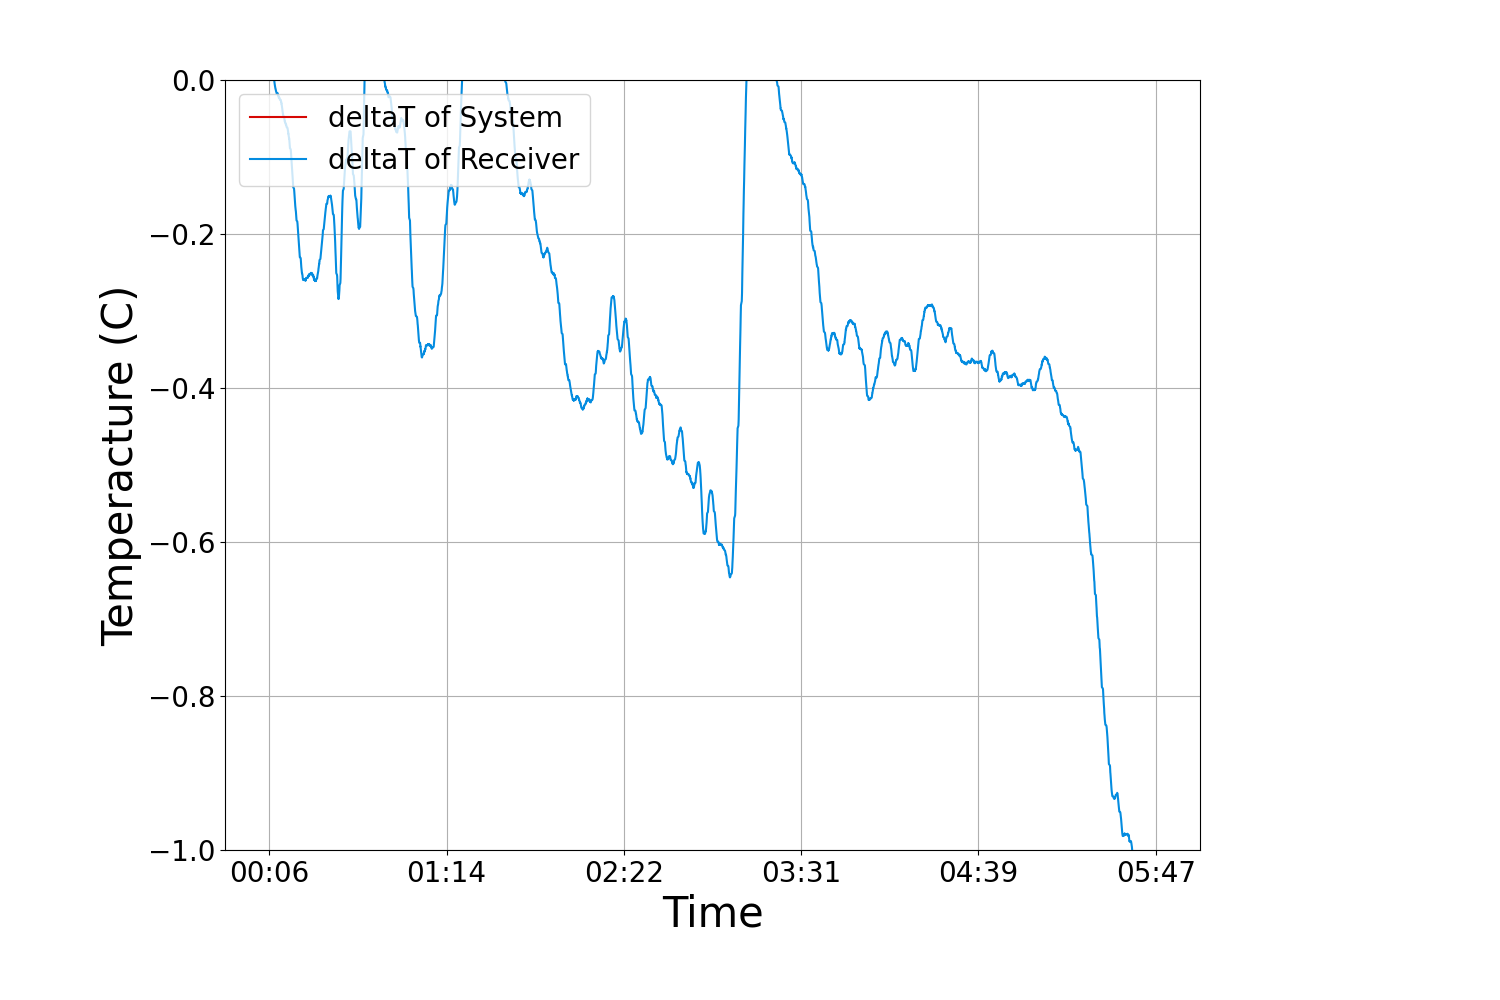 0.0
−0.2
−0.4
−0.6
−0.8
−1.0
Temperacture (C)
deltaT of System
deltaT of Receiver
00:06 01:14 02:22 03:31 04:39 05:47
Time